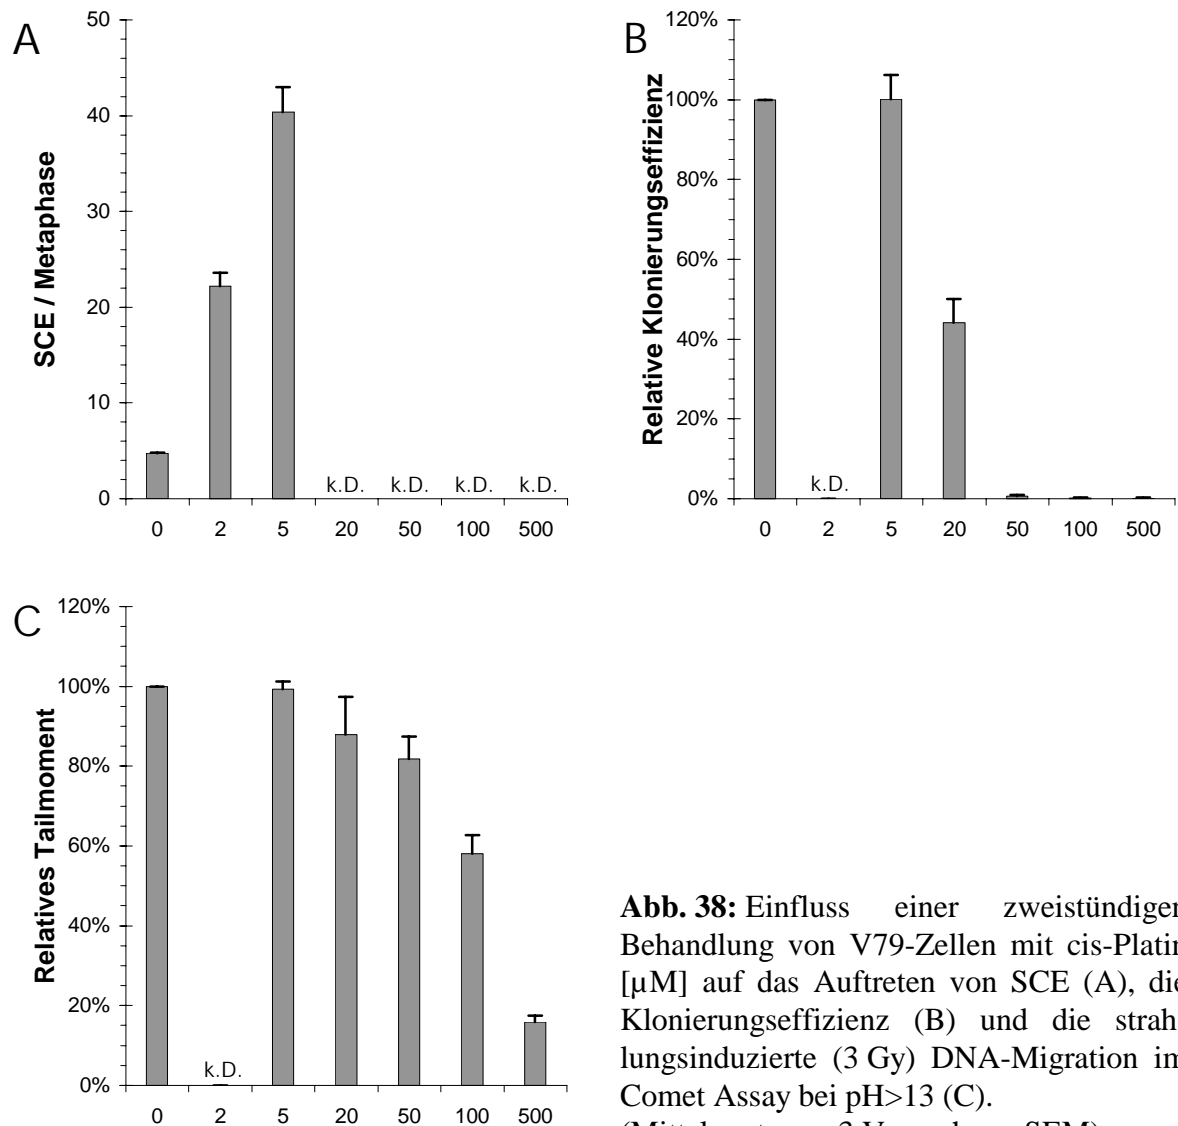 A
50
40
30
20
10
0
SCE / Metaphase
k.D. k.D. k.D. k.D.
0 2 5 20 50 100 500
B
120%
100%
80%
60%
40%
20%
0%
Relative Klonierungseffizienz
k.D.
0 2 5 20 50 100 500
C
120%
100%
80%
60%
40%
20%
0%
Relatives Tailmoment
k.D.
0 2 5 20 50 100 500
Abb. 38: Einfluss einer zweistündigen
Behandlung von V79-Zellen mit cis-Platin
[µM] auf das Auftreten von SCE (A), die
Klonierungseffizienz (B) und die strah-
lungsinduzierte (3 Gy) DNA-Migration im
Comet Assay bei pH>13 (C).